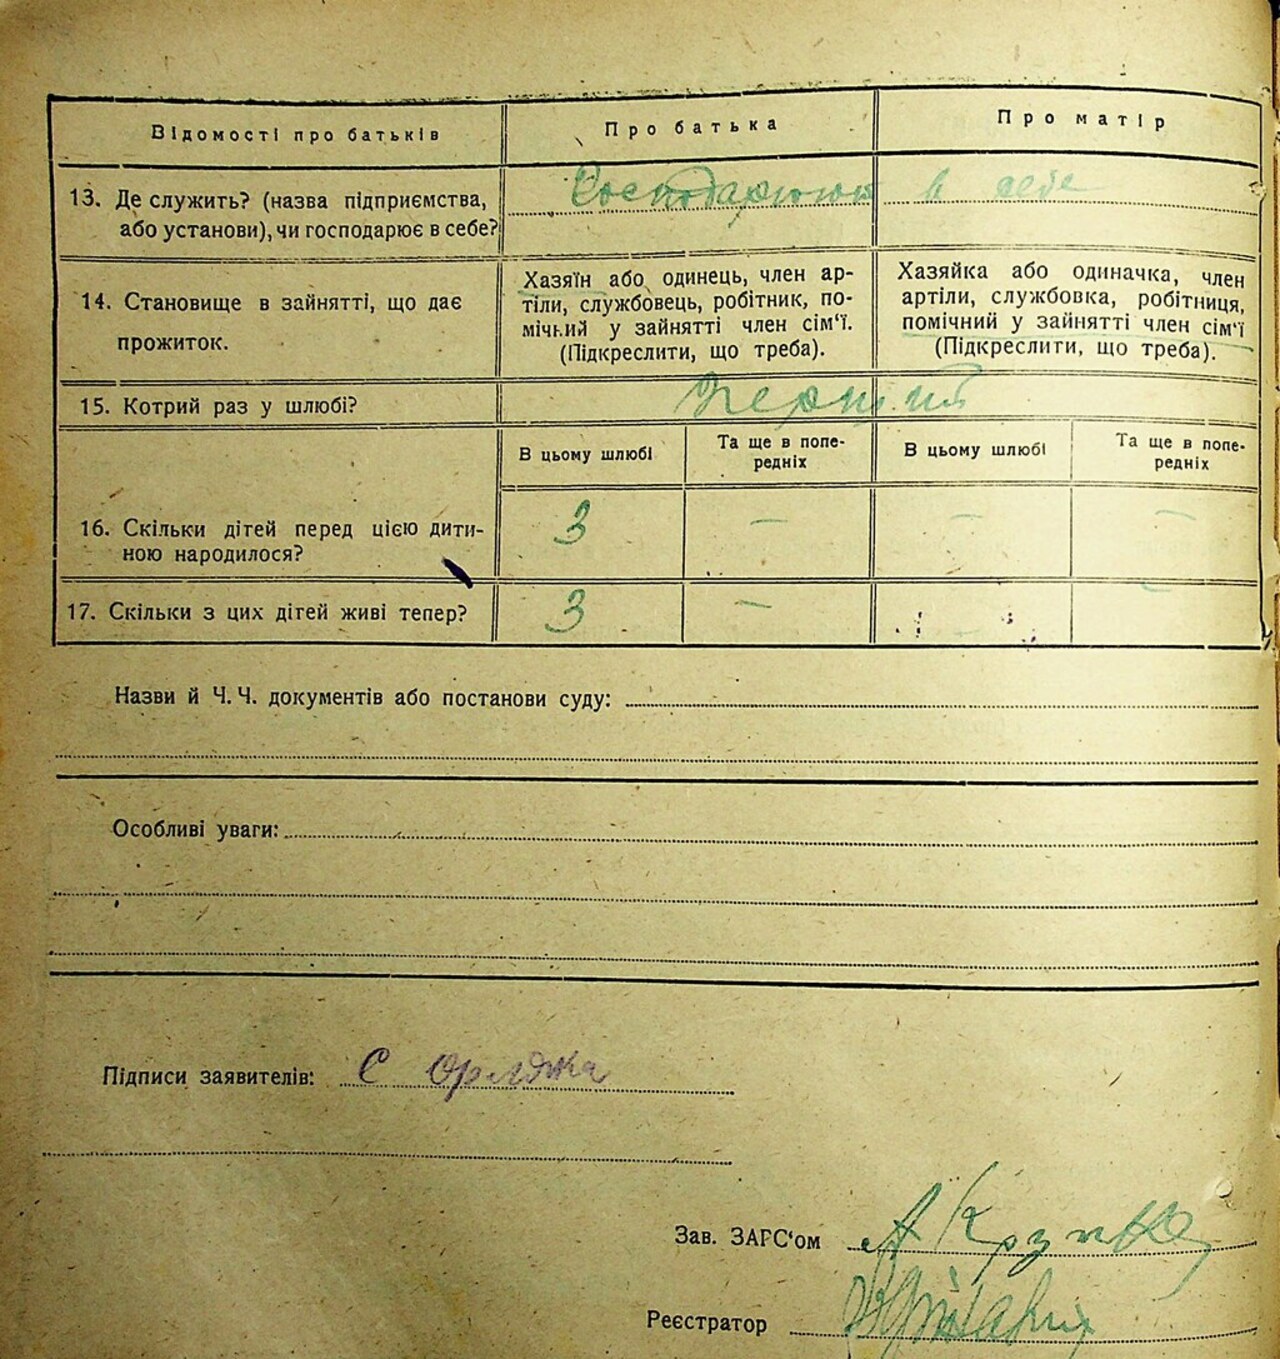 Відомості про батьків Про батька Про матір
13. Де служить? (назва підприємства, Господарюют в себе
або установи), чи господарює в себе?
14. Становище в зайнятті, що дає
прожиток.
Хазяїн або одинець, член ар-
тіли, службовець, робітник, по-
мічний у зайнятті член сім'ї.
(Підкреслити, що треба).
Хазяйка або одиначка, член
артіли, службовка, робітниця,
помічний у зайнятті член сім'ї
(Підкреслити, що треба).
15. Котрий раз у шлюбі? Перший
В цьому шлюбі Та ще в попе-
редніх
В цьому шлюбі Та ще в попе-
редніх
16. Скільки дітей перед цією дити- 3 — — —
ною народилося?
17. Скільки з цих дітей живі тепер? 3 —
Назви й Ч. Ч. документів або постанови суду:
Особливі уваги:
Підписи заявителів: С
Зав. ЗАГС'ом А
Реєстратор